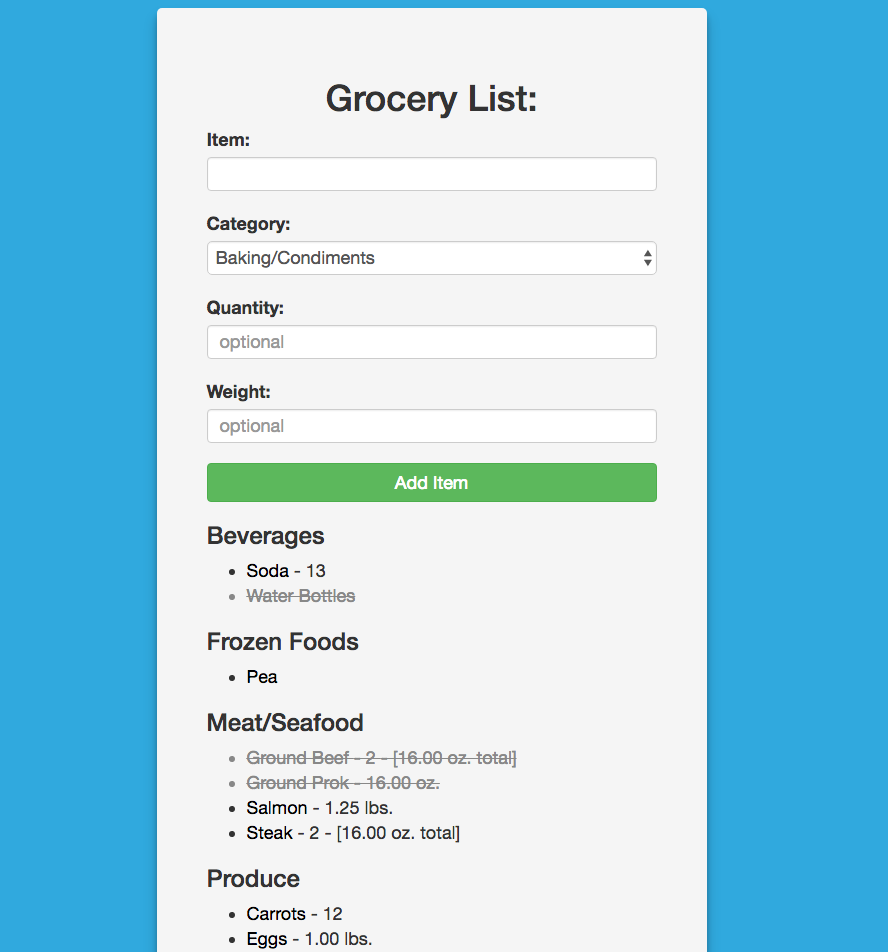 Grocery List:
Item:
Category:
Baking/Condiments
Quantity:
optional
Weight:
optional
Add Item
Beverages
Soda - 13
Water Bottles
Frozen Foods
Pea
Meat/Seafood
Ground Beef - 2 - [16.00 oz. total]
Ground Prok - 16.00 oz.
Salmon - 1.25 lbs.
Steak - 2 - [16.00 oz. total]
Produce
Carrots - 12
Eggs - 1.00 lbs.